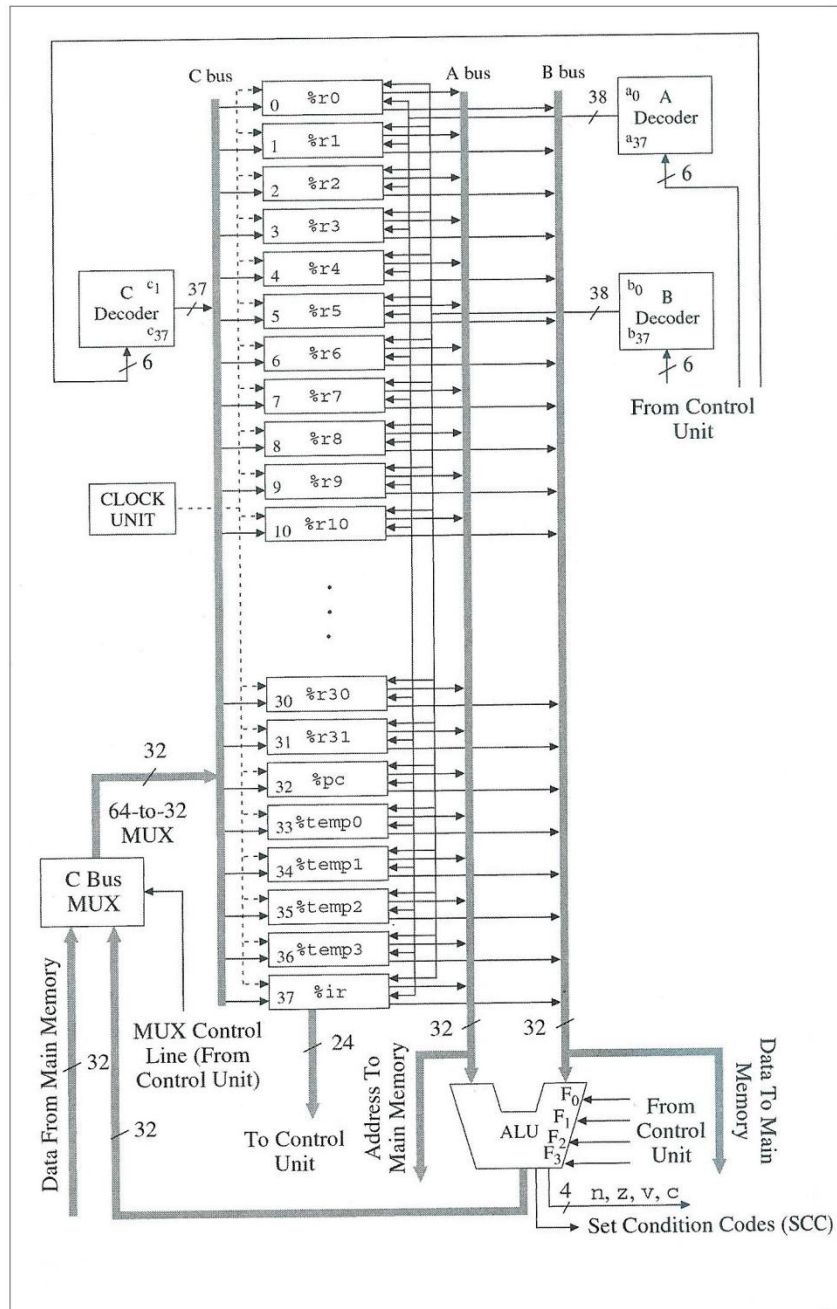 C bus
A bus
B bus
0 %r0
1 %r1
2 %r2
3 %r3
4 %r4
5 %r5
6 %r6
7 %r7
8 %r8
9 %r9
10 %r10
30 %r30
31 %r31
32 %pc
33 %temp0
34 %temp1
35 %temp2
36 %temp3
37 %ir
38
a0 A
Decoder
a37
6
38
b0 B
Decoder
b37
6
From Control
Unit
C c1
Decoder
c37
37
6
CLOCK
UNIT
32
64-to-32
MUX
C Bus
MUX
MUX Control
Line (From
Control Unit)
Data From Main Memory
32
32
24
To Control
Unit
32
32
Address To
Main Memory
Data To Main
Memory
ALU
F0
F1
F2
F3
From
Control
Unit
4 n, z, v, c
Set Condition Codes (SCC)